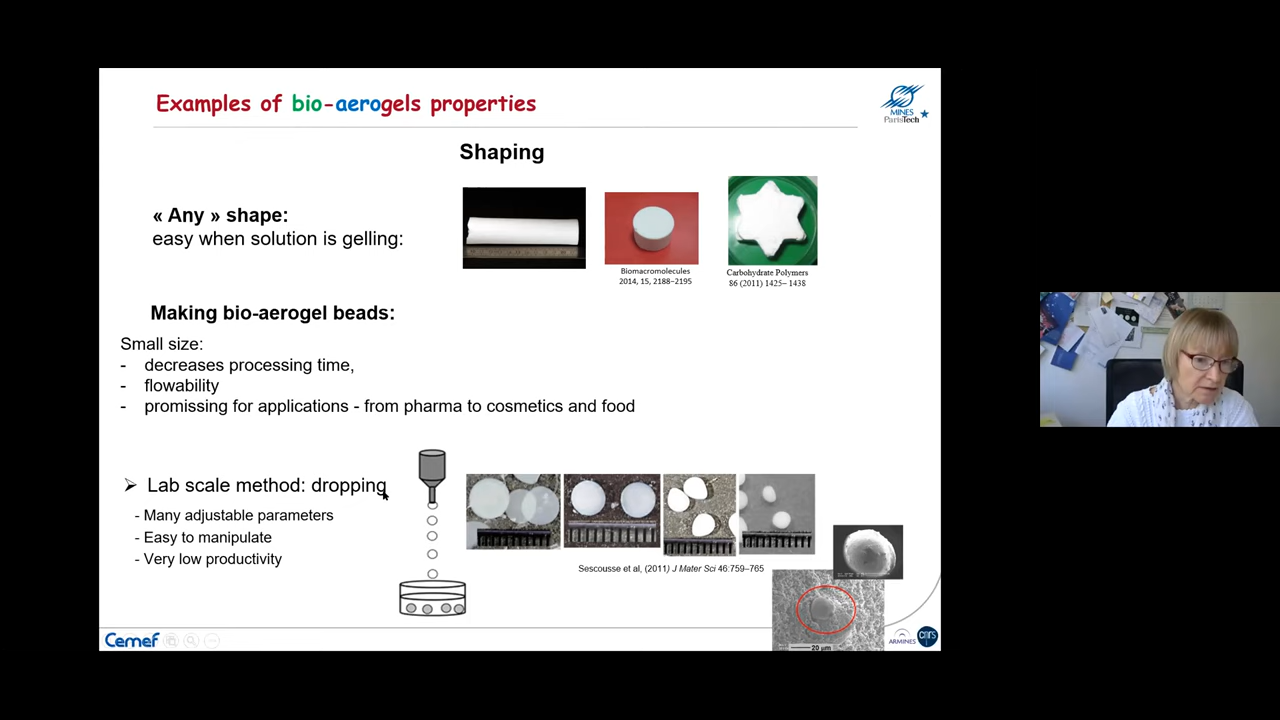 Examples of bio-aerogels properties
MINES
ParisTech
Shaping
« Any » shape:
easy when solution is gelling:
Biomacromolecules
2014, 15, 2188–2195
Carbohydrate Polymers
86 (2011) 1425– 1438
Making bio-aerogel beads:
Small size:
- decreases processing time,
- flowability
- promissing for applications - from pharma to cosmetics and food
Lab scale method: dropping
- Many adjustable parameters
- Easy to manipulate
- Very low productivity
Sescousse et al, (2011) J Mater Sci 46:759–765
20 µm
Cemef
ARMINES
cnrs